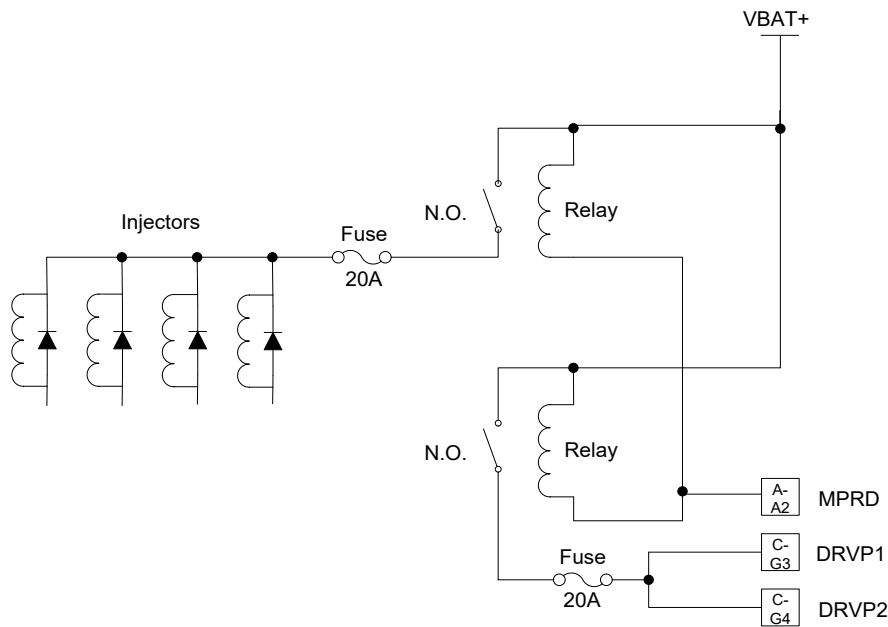 VBAT+
N.O.
Relay
Injectors
Fuse
20A
N.O.
Relay
A-
A2
MPRD
Fuse
20A
C-
G3
DRVP1
C-
G4
DRVP2